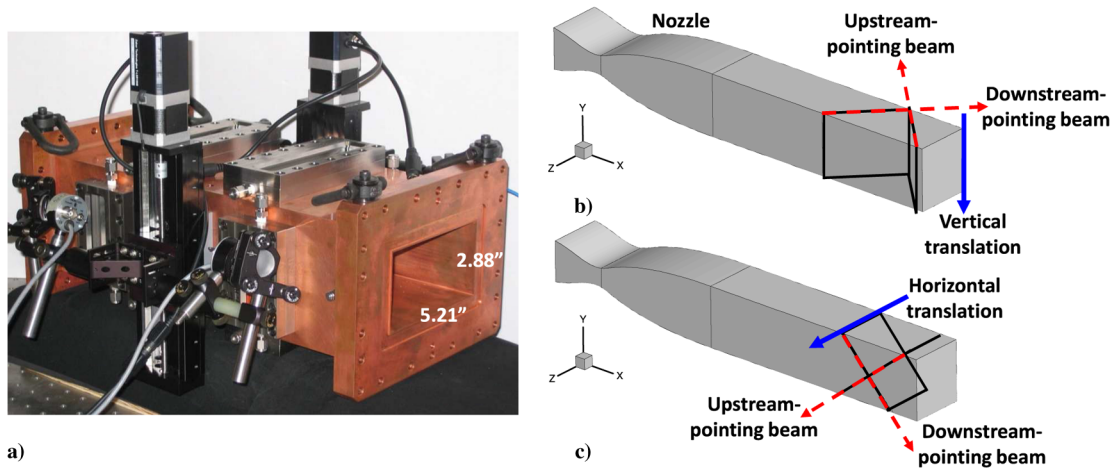 2.88”
5.21”
a)
Nozzle
Upstream-
pointing beam
Downstream-
pointing beam
Y
Z
X
b)
Vertical
translation
Horizontal
translation
Y
Z
X
Upstream-
pointing beam
Downstream-
pointing beam
c)